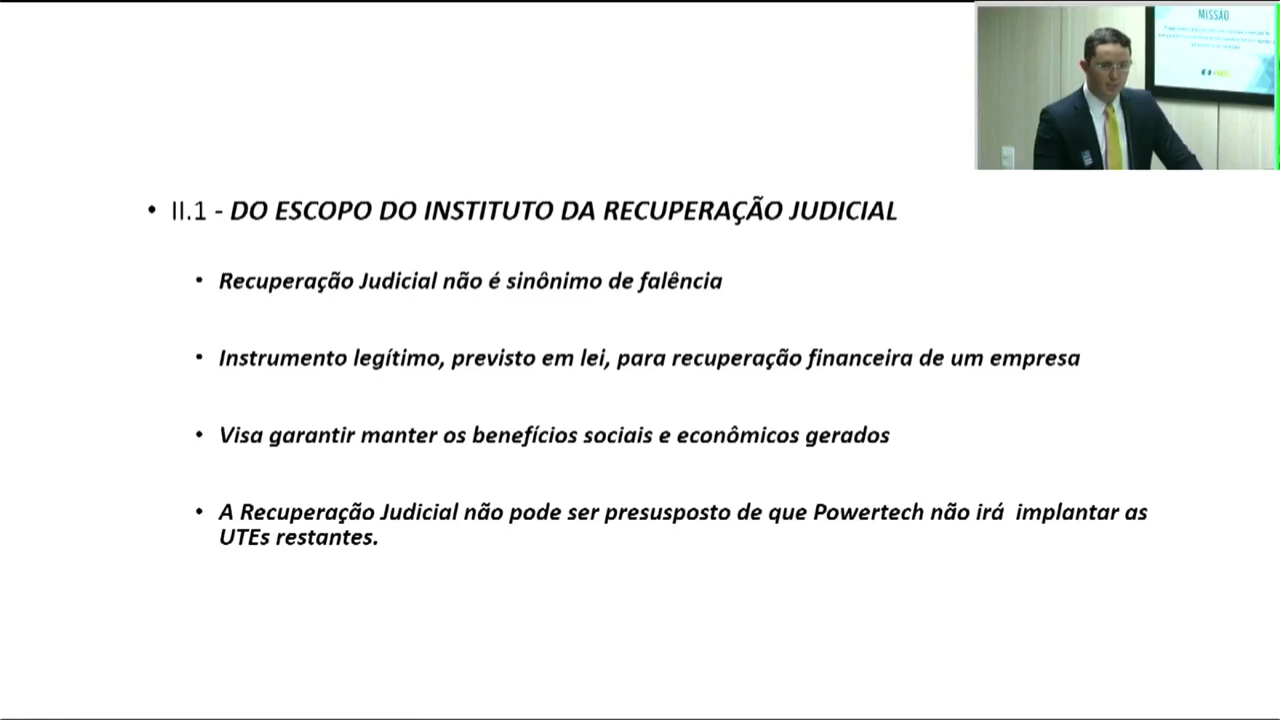 MISSÃO
• II.1 - DO ESCOPO DO INSTITUTO DA RECUPERAÇÃO JUDICIAL
• Recuperação Judicial não é sinônimo de falência
• Instrumento legítimo, previsto em lei, para recuperação financeira de um empresa
• Visa garantir manter os benefícios sociais e econômicos gerados
• A Recuperação Judicial não pode ser presusposto de que Powertech não irá implantar as
UTEs restantes.